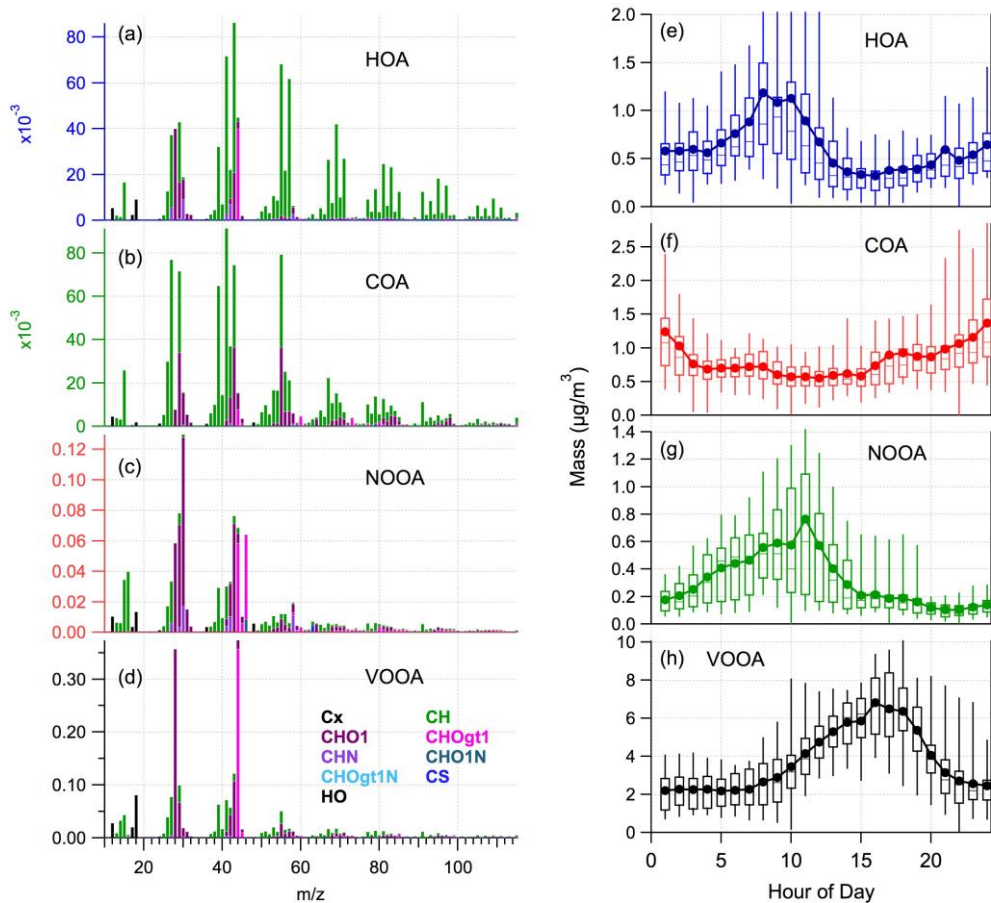 (a)
HOA
80
60
40
20
0
x10⁻³
(b)
COA
80
60
40
20
0
x10⁻³
(c)
NOOA
0.12
0.10
0.08
0.06
0.04
0.02
0.00
(d)
VOOA
0.30
0.20
0.10
0.00
Cx CH
CHO1 CHOgt1
CHN CHO1N
CHOgt1N CS
HO
20 40 60 80 100
m/z
(e)
HOA
2.0
1.5
1.0
0.5
0.0
(f)
COA
2.5
2.0
1.5
1.0
0.5
0.0
Mass (µg/m³)
(g)
NOOA
1.4
1.2
1.0
0.8
0.6
0.4
0.2
0.0
(h)
VOOA
10
8
6
4
2
0
0 5 10 15 20
Hour of Day